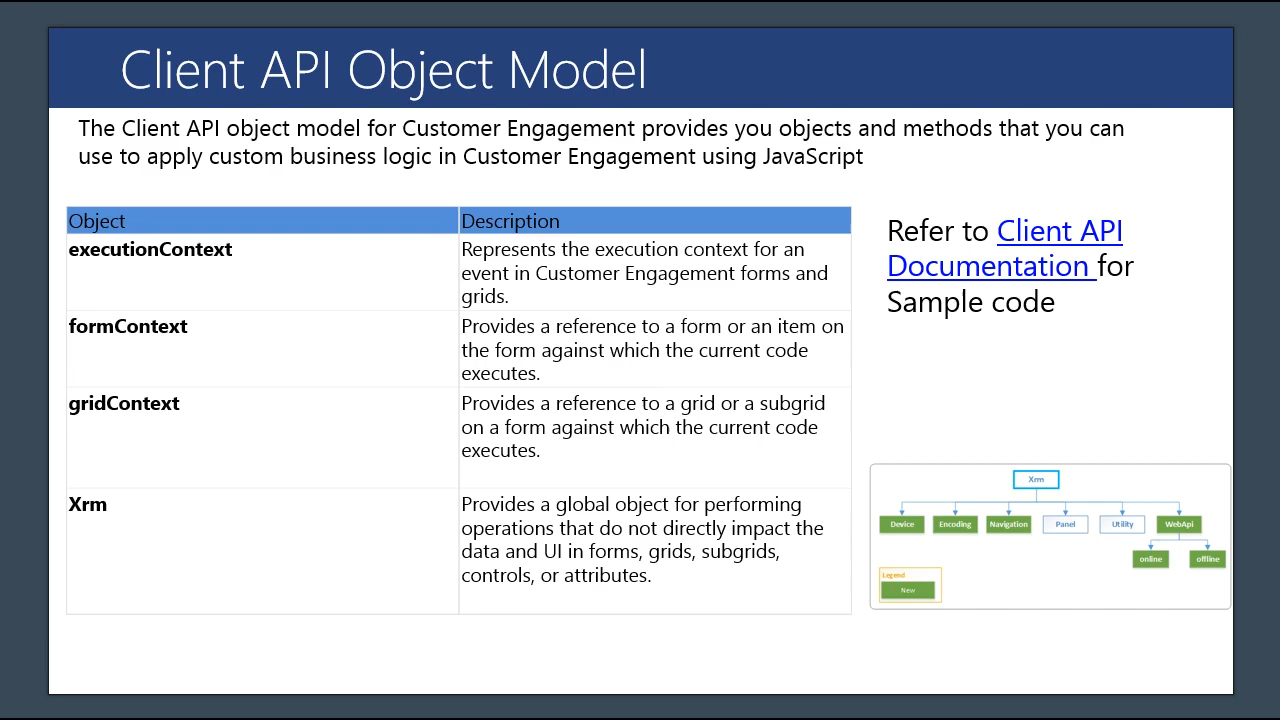 Client API Object Model
The Client API object model for Customer Engagement provides you objects and methods that you can
use to apply custom business logic in Customer Engagement using JavaScript
Object
Description
executionContext
Represents the execution context for an
event in Customer Engagement forms and
grids.
formContext
Provides a reference to a form or an item on
the form against which the current code
executes.
gridContext
Provides a reference to a grid or a subgrid
on a form against which the current code
executes.
Xrm
Provides a global object for performing
operations that do not directly impact the
data and UI in forms, grids, subgrids,
controls, or attributes.
Refer to Client API
Documentation for
Sample code
Xrm
Device
Encoding
Navigation
Panel
Utility
WebApi
online
offline
Legend
New